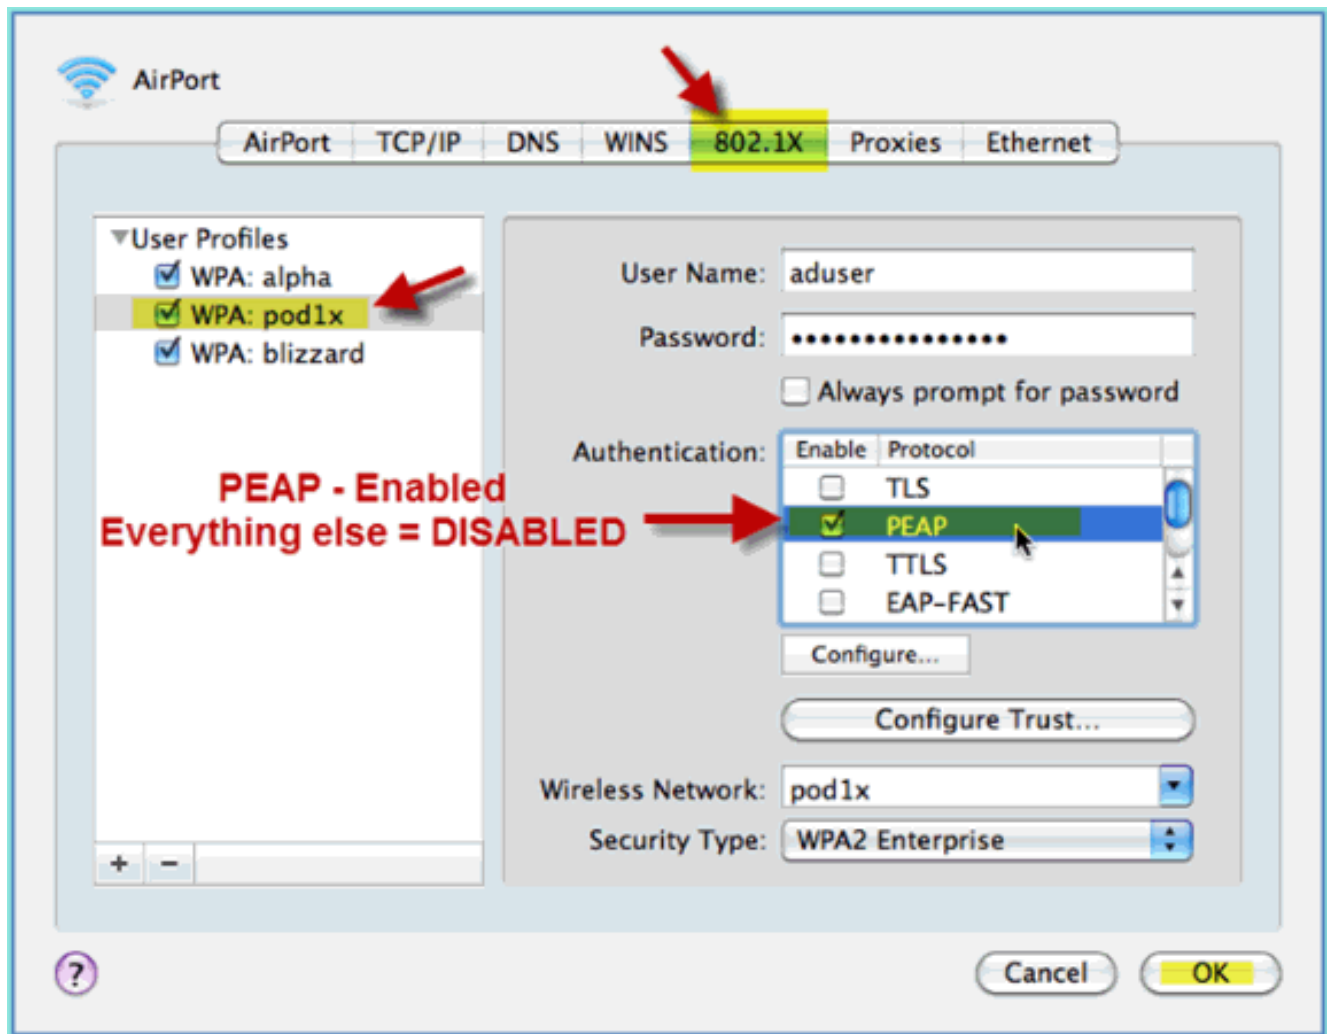 AirPort
AirPort TCP/IP DNS WINS 802.1X Proxies Ethernet
User Profiles
WPA: alpha
WPA: pod1x
WPA: blizzard
User Name: aduser
Password: •••••••••••••••
Always prompt for password
Authentication:
Enable Protocol
TLS
PEAP
TTLS
EAP-FAST
PEAP - Enabled
Everything else = DISABLED
Configure...
Configure Trust...
Wireless Network: pod1x
Security Type: WPA2 Enterprise
+ −
?
Cancel
OK